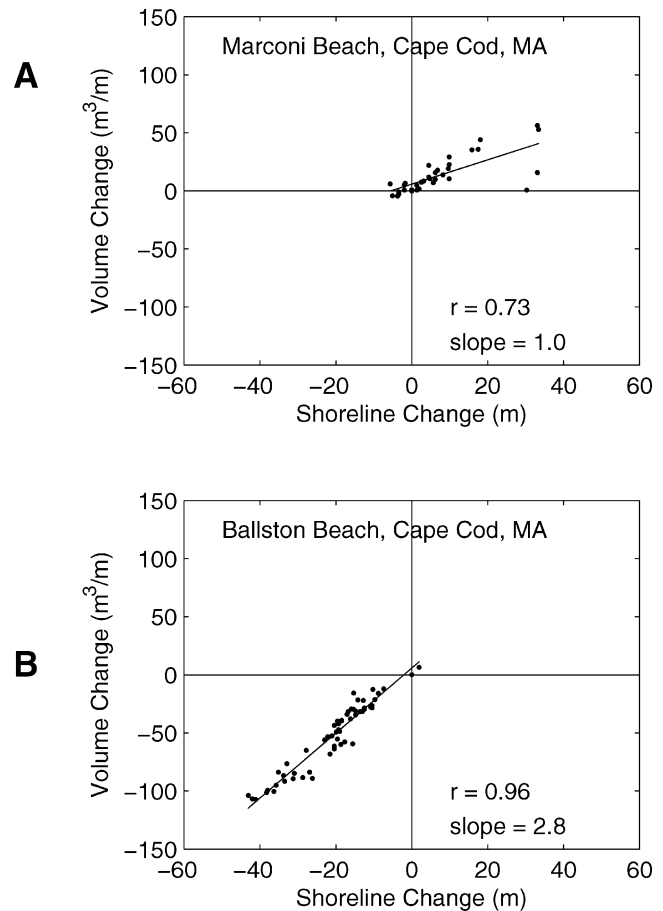 A
Marconi Beach, Cape Cod, MA
Volume Change (m³/m)
150
100
50
0
−50
−100
−150
r = 0.73
slope = 1.0
−60 −40 −20 0 20 40 60
Shoreline Change (m)
B
Ballston Beach, Cape Cod, MA
Volume Change (m³/m)
150
100
50
0
−50
−100
−150
r = 0.96
slope = 2.8
−60 −40 −20 0 20 40 60
Shoreline Change (m)